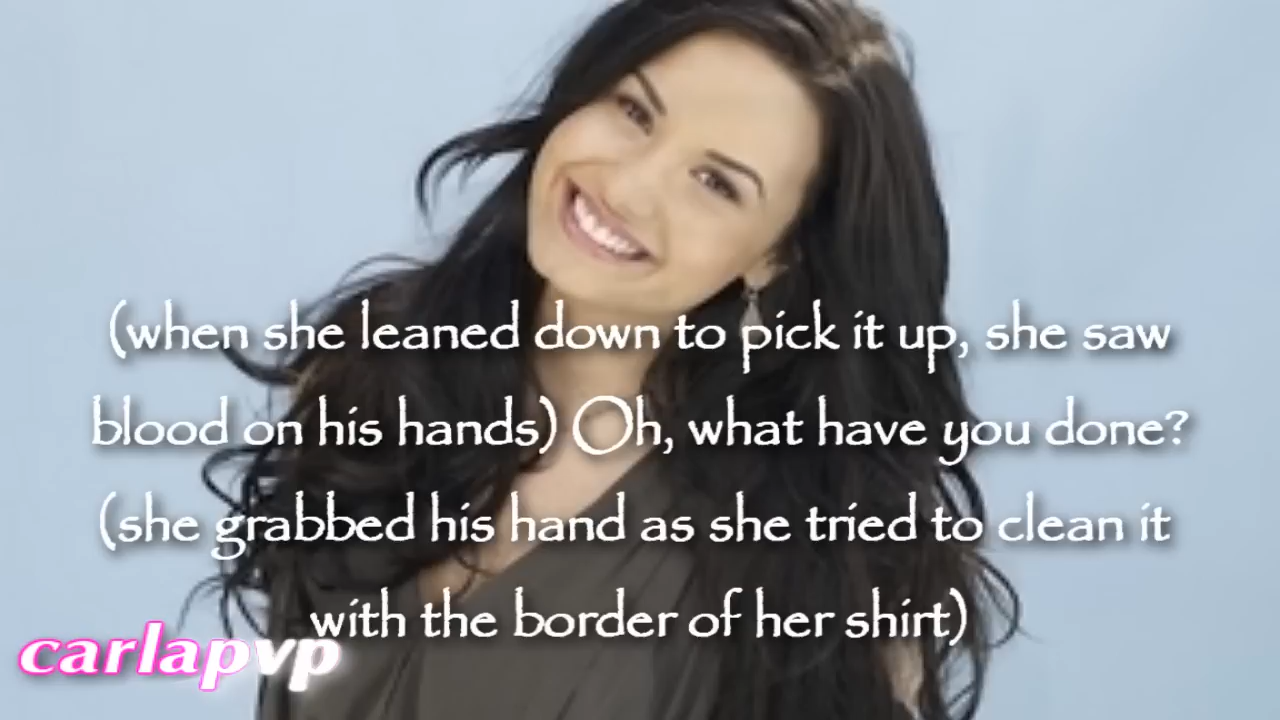 (when she leaned down to pick it up, she saw
blood on his hands) Oh, what have you done?
(she grabbed his hand as she tried to clean it
with the border of her shirt)
carlapvp